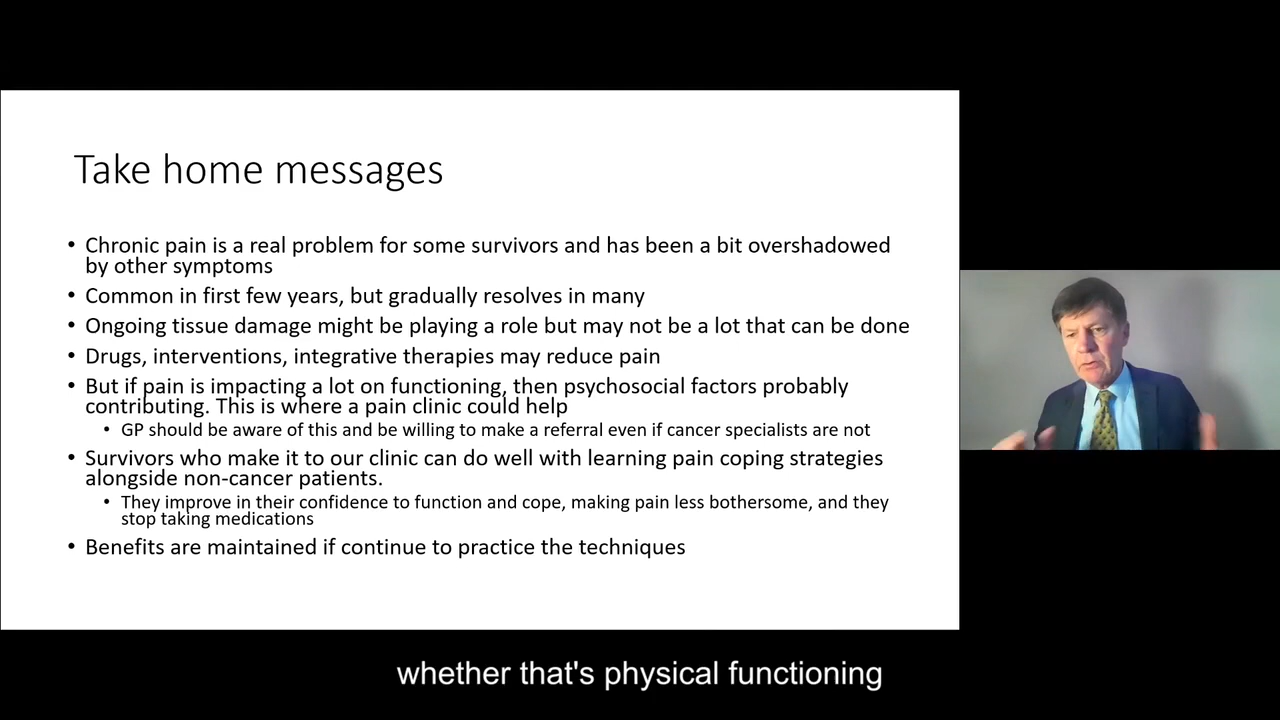 Take home messages
• Chronic pain is a real problem for some survivors and has been a bit overshadowed
by other symptoms
• Common in first few years, but gradually resolves in many
• Ongoing tissue damage might be playing a role but may not be a lot that can be done
• Drugs, interventions, integrative therapies may reduce pain
• But if pain is impacting a lot on functioning, then psychosocial factors probably
contributing. This is where a pain clinic could help
• GP should be aware of this and be willing to make a referral even if cancer specialists are not
• Survivors who make it to our clinic can do well with learning pain coping strategies
alongside non-cancer patients.
• They improve in their confidence to function and cope, making pain less bothersome, and they
stop taking medications
• Benefits are maintained if continue to practice the techniques
whether that's physical functioning